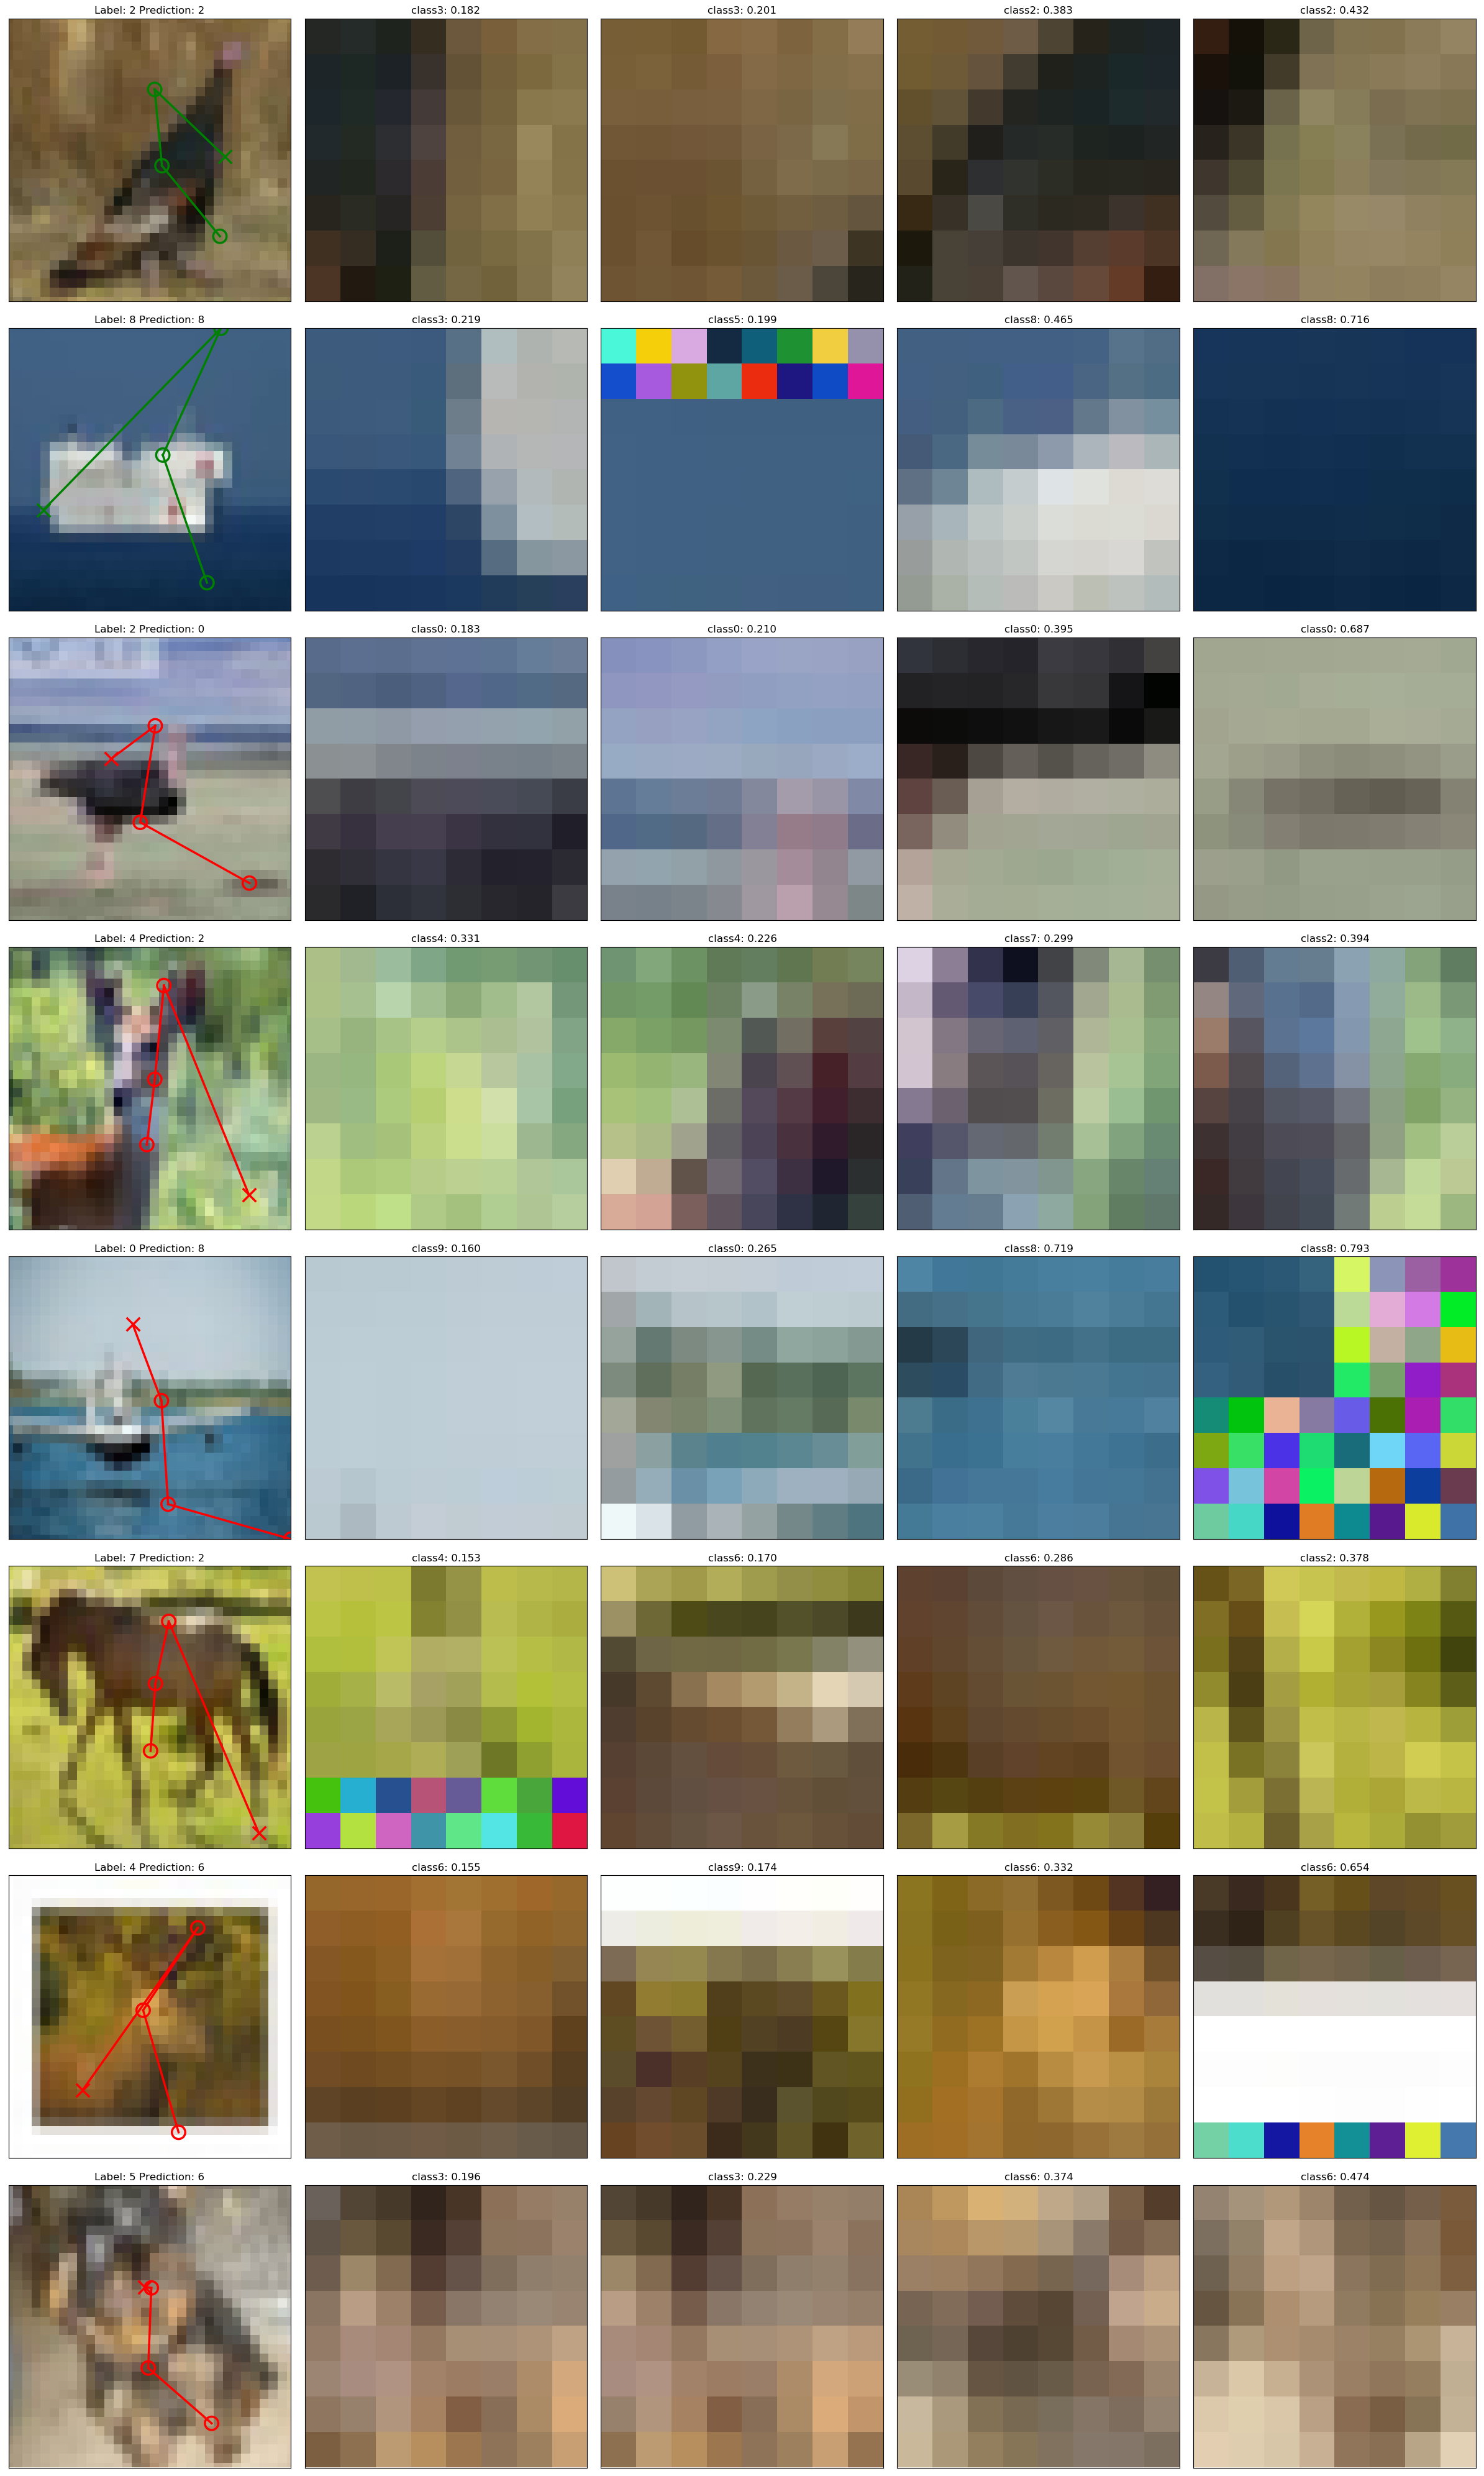 Label: 2 Prediction: 2
class3: 0.182
class3: 0.201
class2: 0.383
class2: 0.432
Label: 8 Prediction: 8
class3: 0.219
class5: 0.199
class8: 0.465
class8: 0.716
Label: 2 Prediction: 0
class0: 0.183
class0: 0.210
class0: 0.395
class0: 0.687
Label: 4 Prediction: 2
class4: 0.331
class4: 0.226
class7: 0.299
class2: 0.394
Label: 0 Prediction: 8
class9: 0.160
class0: 0.265
class8: 0.719
class8: 0.793
Label: 7 Prediction: 2
class4: 0.153
class6: 0.170
class6: 0.286
class2: 0.378
Label: 4 Prediction: 6
class6: 0.155
class9: 0.174
class6: 0.332
class6: 0.654
Label: 5 Prediction: 6
class3: 0.196
class3: 0.229
class6: 0.374
class6: 0.474